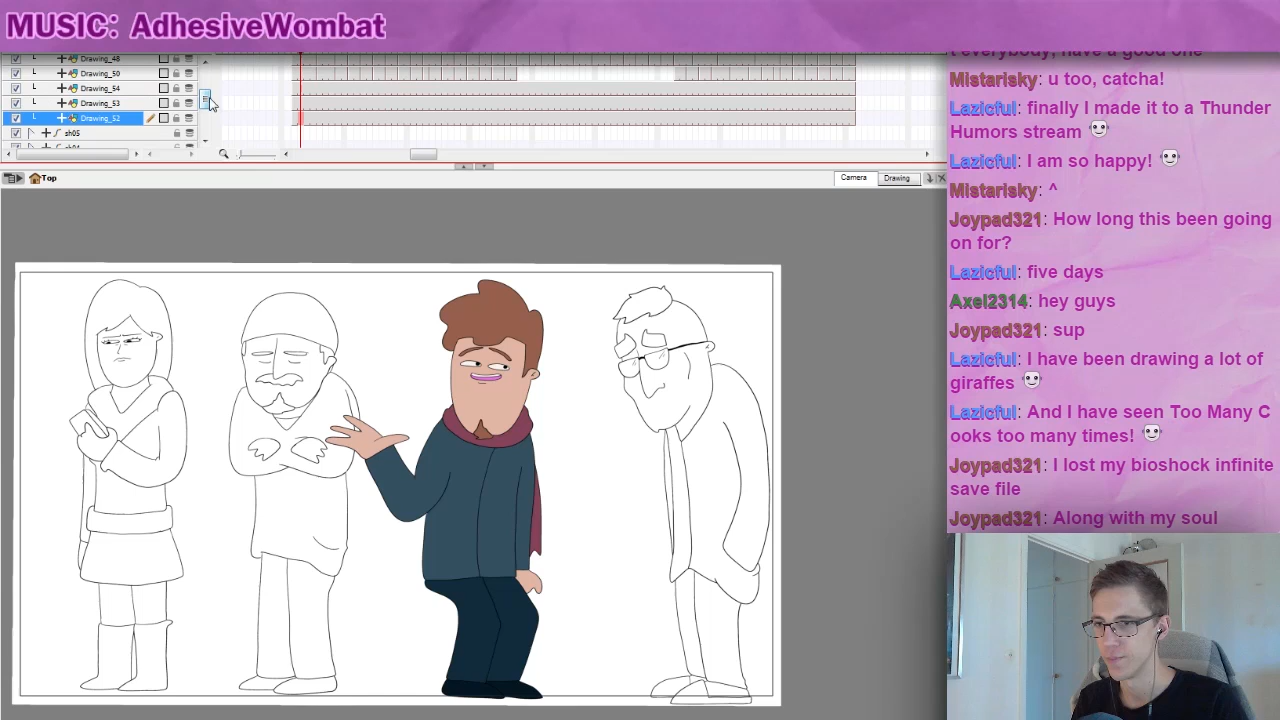 MUSIC: AdhesiveWombat
Drawing_48
Drawing_50
Drawing_54
Drawing_53
Drawing_52
sh05
Top
Camera
Drawing
t everybody, have a good one
Mistarisky: u too, catcha!
Lazicful: finally I made it to a Thunder
Humors stream
Lazicful: I am so happy!
Mistarisky: ^
Joypad321: How long this been going
on for?
Lazicful: five days
Axel2314: hey guys
Joypad321: sup
Lazicful: I have been drawing a lot of
giraffes
Lazicful: And I have seen Too Many C
ooks too many times!
Joypad321: I lost my bioshock infinite
save file
Joypad321: Along with my soul